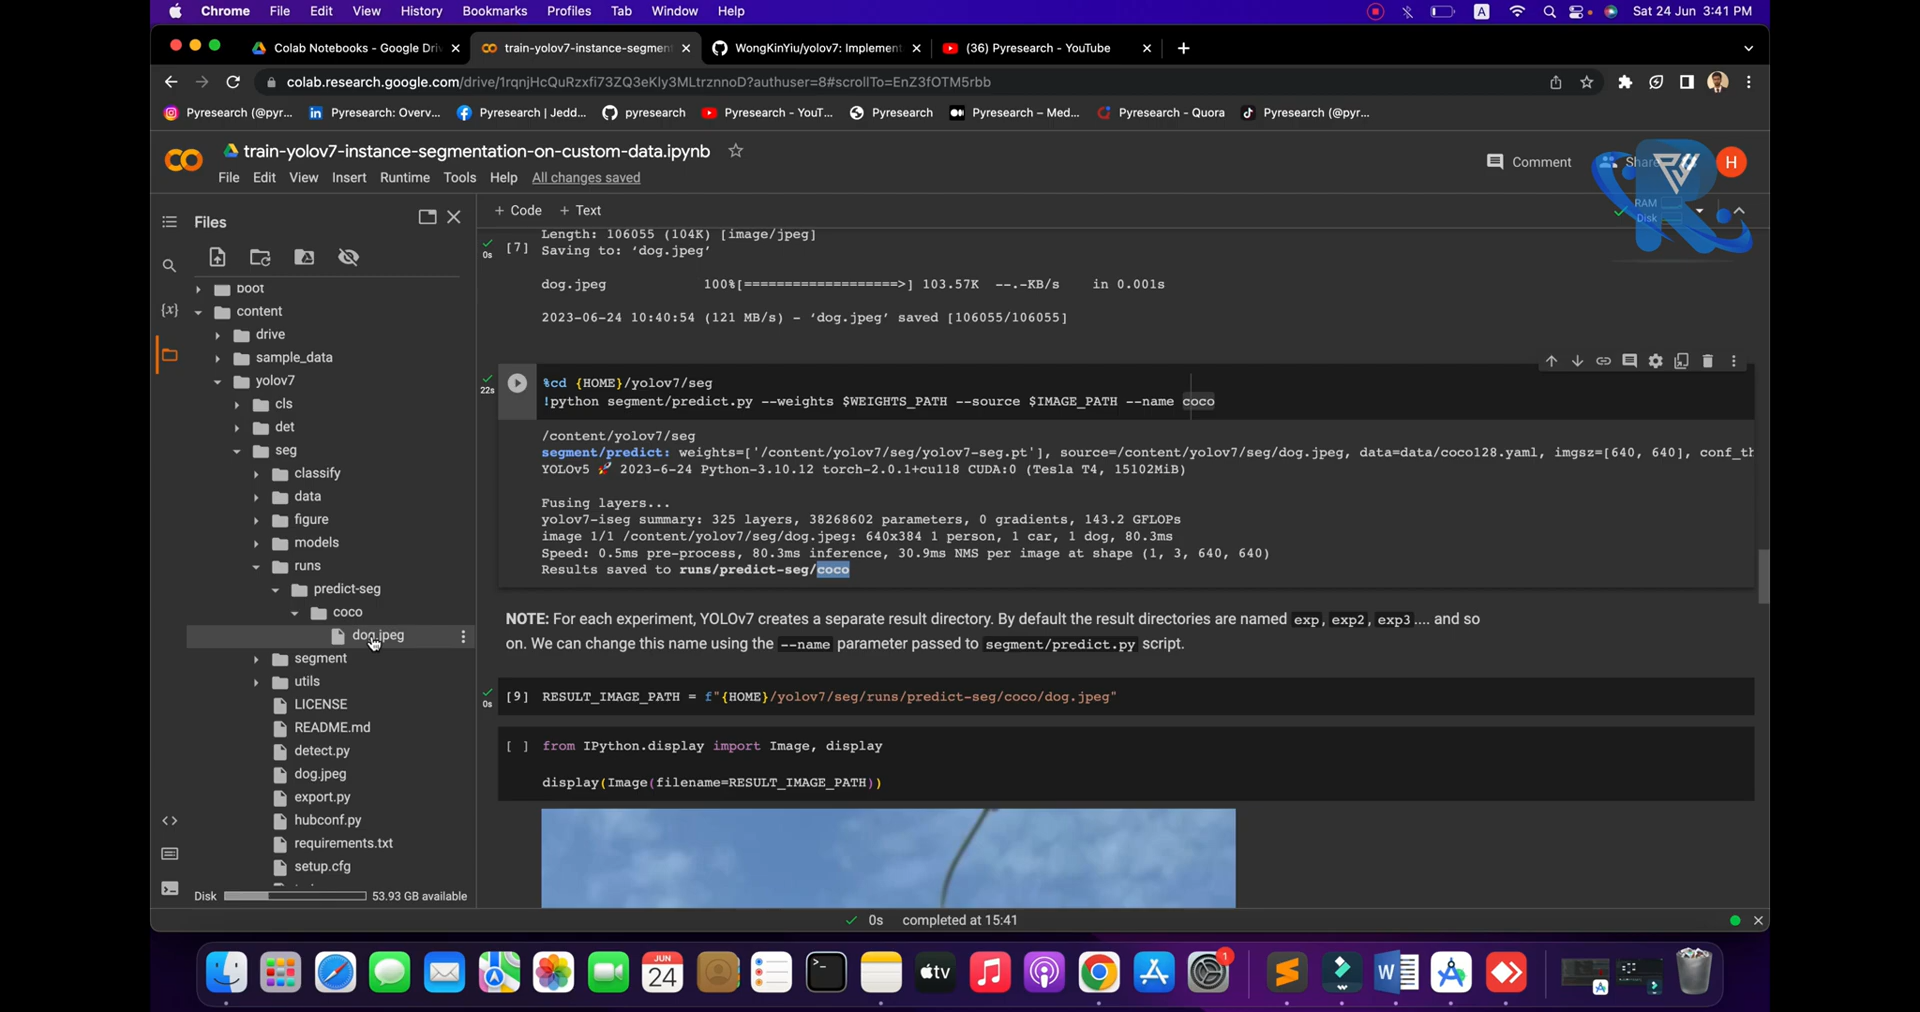 Chrome File Edit View History Bookmarks Profiles Tab Window Help
A Sat 24 Jun 3:41 PM
Colab Notebooks - Google Driv
train-yolov7-instance-segment
WongKinYiu/yolov7: Implement
(36) Pyresearch - YouTube
colab.research.google.com/drive/1rqnjHcQuRzxfi73ZQ3eKly3MLtrznnoD?authuser=8#scrollTo=EnZ3fOTM5rbb
Pyresearch (@pyr...
Pyresearch: Overv...
Pyresearch | Jedd...
pyresearch
Pyresearch - YouT...
Pyresearch
Pyresearch – Med...
Pyresearch - Quora
Pyresearch (@pyr...
train-yolov7-instance-segmentation-on-custom-data.ipynb
Comment
Share
H
File Edit View Insert Runtime Tools Help All changes saved
Files
+ Code + Text
RAM
Disk
{x}
boot
content
drive
sample_data
yolov7
cls
det
seg
classify
data
figure
models
runs
predict-seg
coco
dog.jpeg
segment
utils
LICENSE
README.md
detect.py
dog.jpeg
export.py
hubconf.py
requirements.txt
setup.cfg
Disk 53.93 GB available
0s
[7]
Length: 106055 (104K) [image/jpeg]
Saving to: ‘dog.jpeg’
dog.jpeg 100%[===================>] 103.57K --.-KB/s in 0.001s
2023-06-24 10:40:54 (121 MB/s) - ‘dog.jpeg’ saved [106055/106055]
22s
%cd {HOME}/yolov7/seg
!python segment/predict.py --weights $WEIGHTS_PATH --source $IMAGE_PATH --name coco
/content/yolov7/seg
segment/predict: weights=['/content/yolov7/seg/yolov7-seg.pt'], source=/content/yolov7/seg/dog.jpeg, data=data/coco128.yaml, imgsz=[640, 640], conf_th
YOLOv5 🚀 2023-6-24 Python-3.10.12 torch-2.0.1+cu118 CUDA:0 (Tesla T4, 15102MiB)
Fusing layers...
yolov7-iseg summary: 325 layers, 38268602 parameters, 0 gradients, 143.2 GFLOPs
image 1/1 /content/yolov7/seg/dog.jpeg: 640x384 1 person, 1 car, 1 dog, 80.3ms
Speed: 0.5ms pre-process, 80.3ms inference, 30.9ms NMS per image at shape (1, 3, 640, 640)
Results saved to runs/predict-seg/coco
NOTE: For each experiment, YOLOv7 creates a separate result directory. By default the result directories are named exp, exp2, exp3 .... and so
on. We can change this name using the --name parameter passed to segment/predict.py script.
0s
[9] RESULT_IMAGE_PATH = f"{HOME}/yolov7/seg/runs/predict-seg/coco/dog.jpeg"
[ ] from IPython.display import Image, display
display(Image(filename=RESULT_IMAGE_PATH))
0s completed at 15:41
JUN
24
tv
1
W